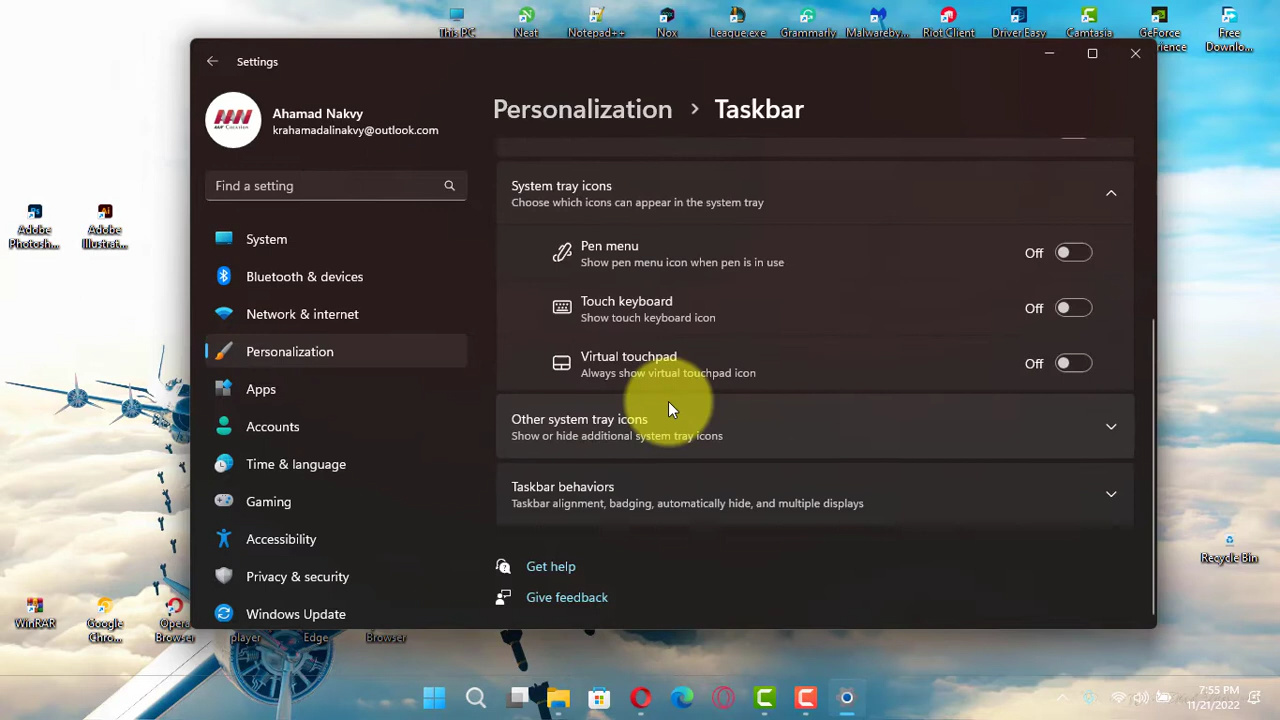 This PC
Neat
Notepad++
Nox
League.exe
Grammarly
Malwareby...
Riot Client
Driver Easy
Camtasia
GeForce
Experience
Free
Downlo...
Settings
Ahamad Nakvy
krahamadalinakvy@outlook.com
Find a setting
System
Bluetooth & devices
Network & internet
Personalization
Apps
Accounts
Time & language
Gaming
Accessibility
Privacy & security
Windows Update
Personalization > Taskbar
System tray icons
Choose which icons can appear in the system tray
Pen menu
Show pen menu icon when pen is in use
Off
Touch keyboard
Show touch keyboard icon
Off
Virtual touchpad
Always show virtual touchpad icon
Off
Other system tray icons
Show or hide additional system tray icons
Taskbar behaviors
Taskbar alignment, badging, automatically hide, and multiple displays
Get help
Give feedback
Adobe
Photosh...
Adobe
Illustrat...
Recycle Bin
WinRAR
Google
Chro...
Opera
Browser
player
Edge
Browser
7:55 PM
11/21/2022